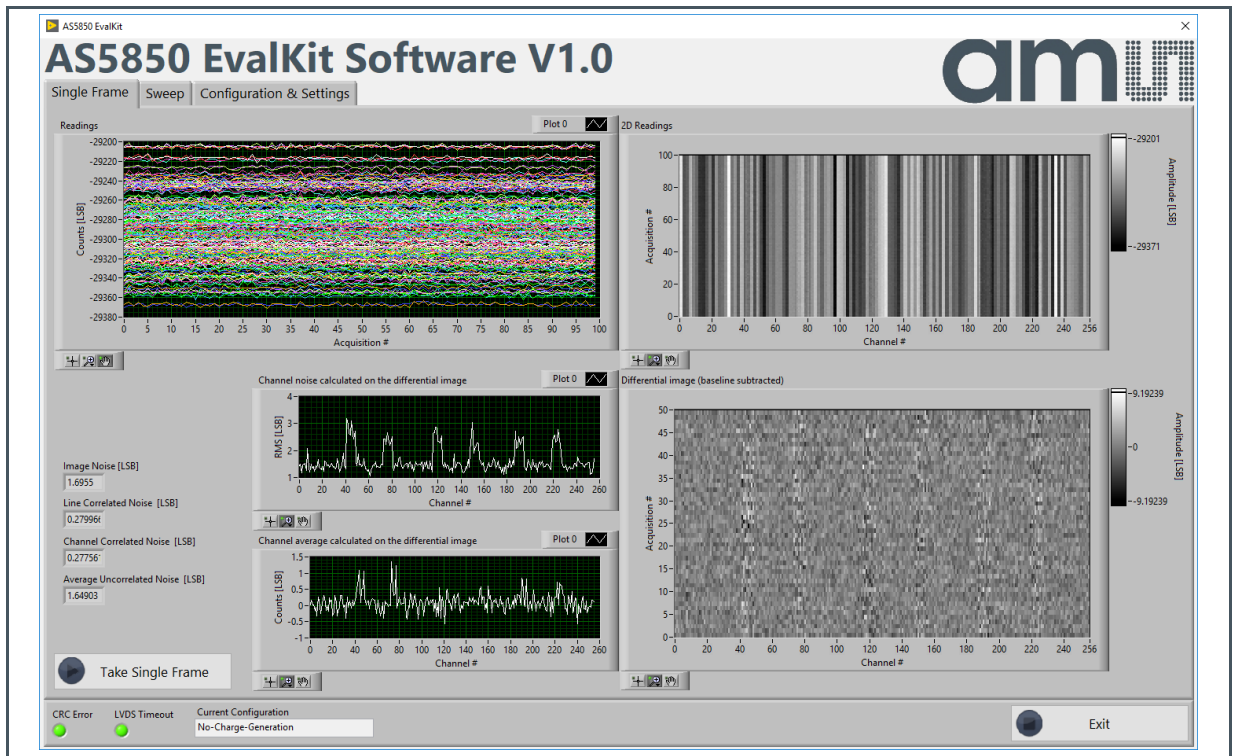 AS5850 EvalKit
AS5850 EvalKit Software V1.0
amu
Single Frame
Sweep
Configuration & Settings
Readings
Plot 0
-29200
-29220
-29240
-29260
-29280
-29300
-29320
-29340
-29360
-29380
Counts [LSB]
0 5 10 15 20 25 30 35 40 45 50 55 60 65 70 75 80 85 90 95 100
Acquisition #
2D Readings
100
80
60
40
20
0
Acquisition #
0 20 40 60 80 100 120 140 160 180 200 220 240 256
Channel #
-29201
-29371
Amplitude [LSB]
Channel noise calculated on the differential image
Plot 0
4
3
2
1
RMS [LSB]
0 20 40 60 80 100 120 140 160 180 200 220 240 260
Channel #
Image Noise [LSB]
1.6955
Line Correlated Noise [LSB]
0.27996
Channel Correlated Noise [LSB]
0.27756
Average Uncorrelated Noise [LSB]
1.64903
Channel average calculated on the differential image
Plot 0
1.5
1
0.5
0
-0.5
-1
Counts [LSB]
0 20 40 60 80 100 120 140 160 180 200 220 240 260
Channel #
Differential image (baseline subtracted)
50
45
40
35
30
25
20
15
10
5
0
Acquisition #
0 20 40 60 80 100 120 140 160 180 200 220 240 256
Channel #
9.19239
0
-9.19239
Amplitude [LSB]
Take Single Frame
CRC Error
LVDS Timeout
Current Configuration
No-Charge-Generation
Exit